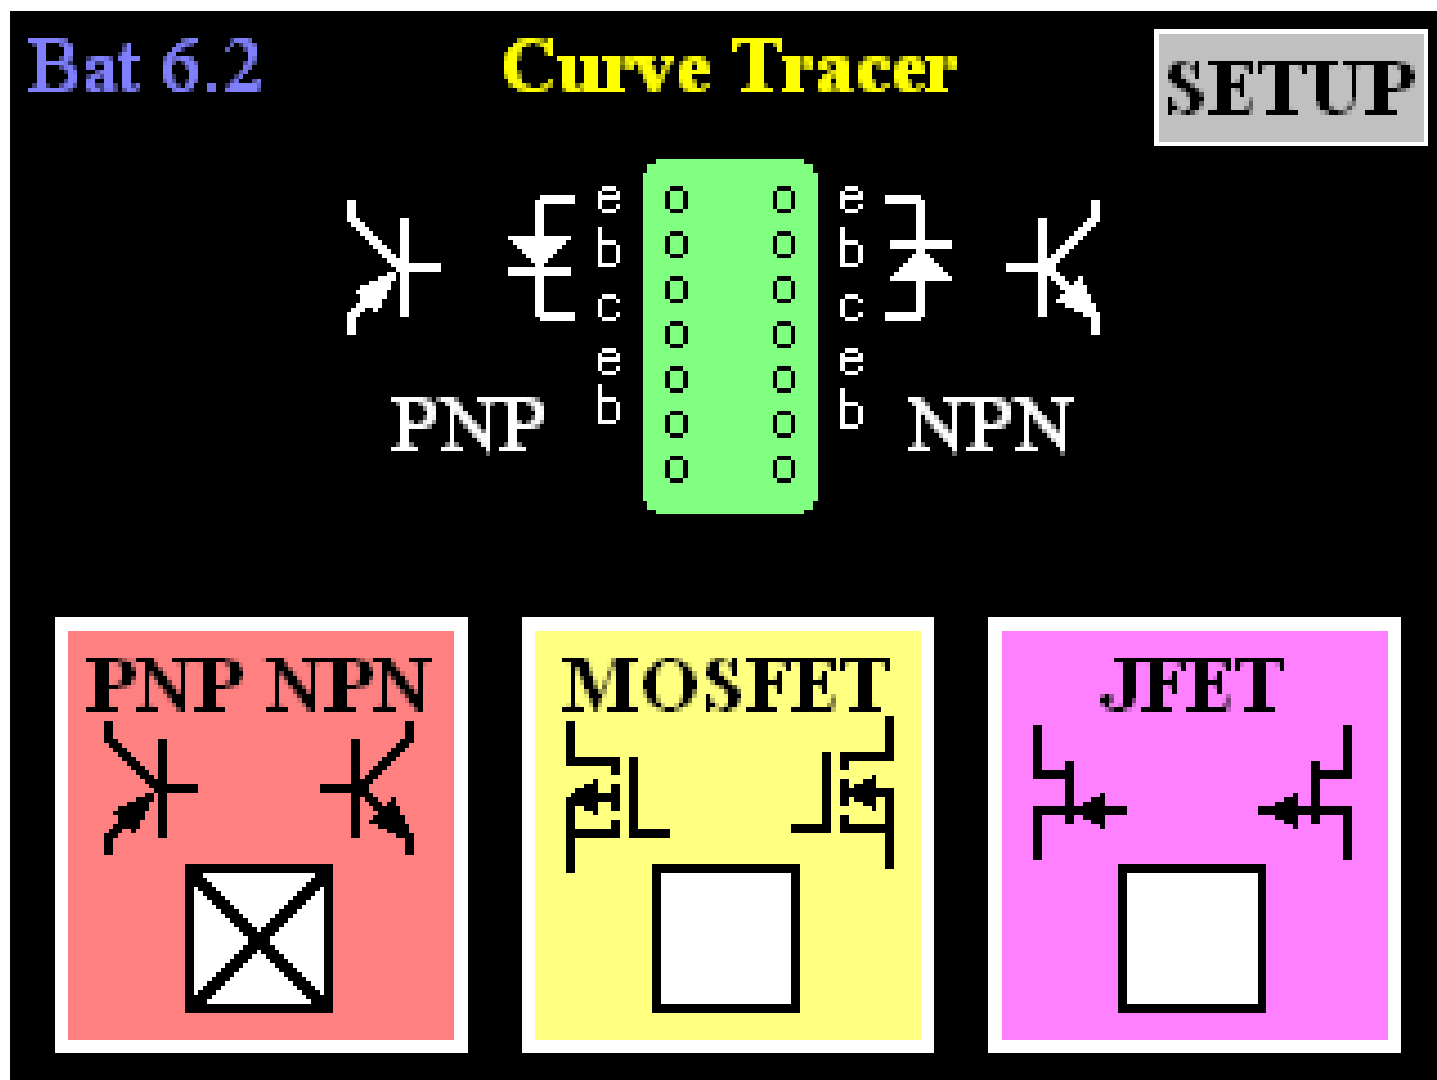 Bat 6.2 Curve Tracer SETUP
e o o e
b o o b
c o o c
o o
e o o e
b o o b
o o
PNP NPN
PNP NPN MOSFET JFET